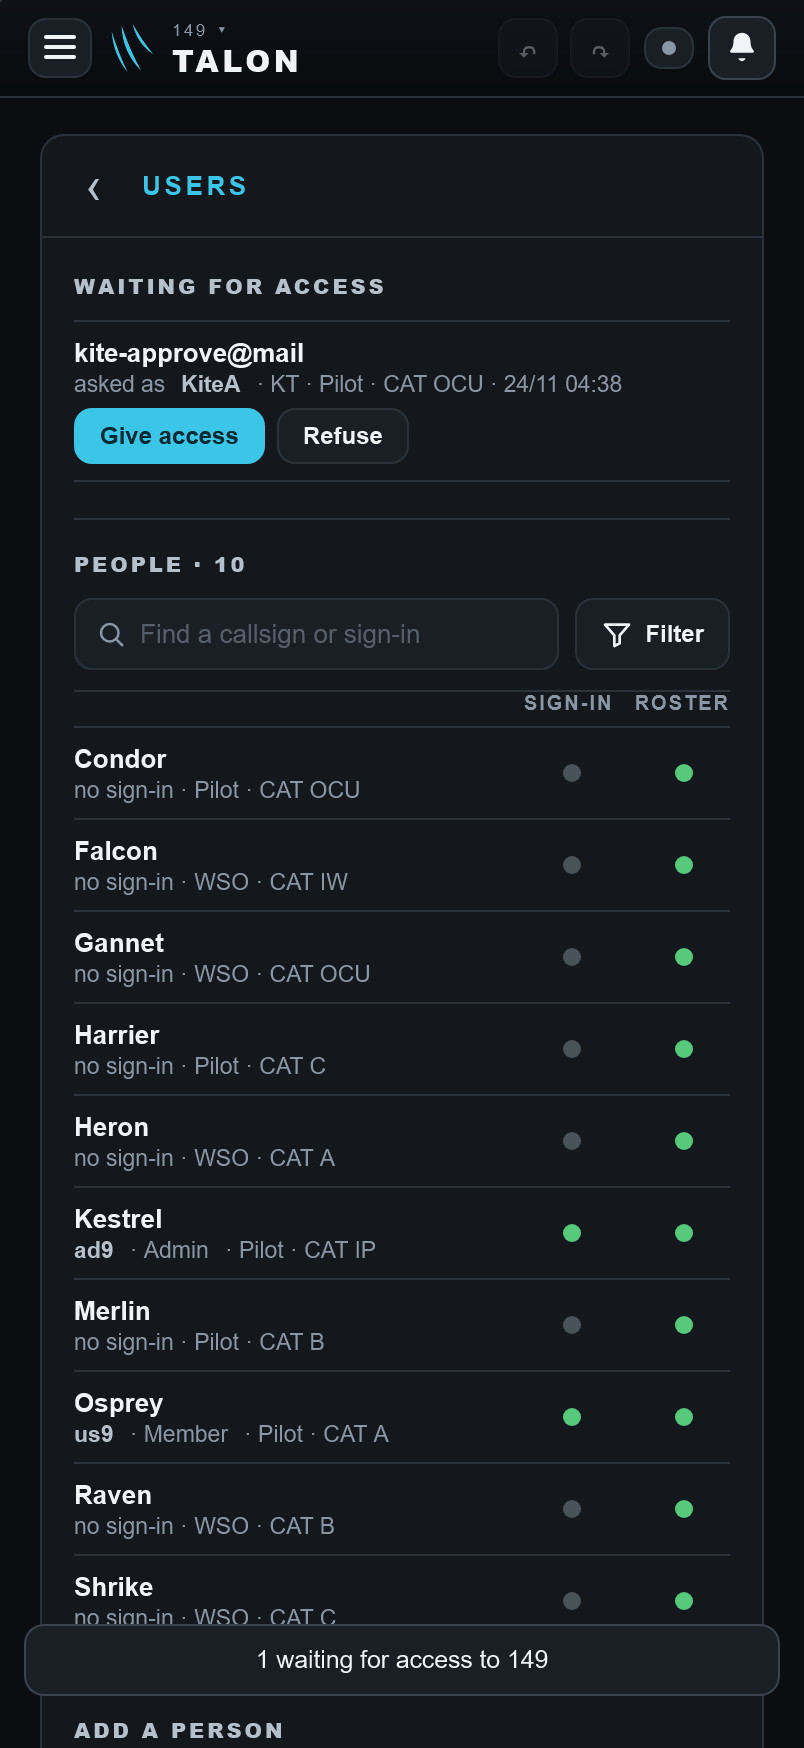 149 ▾
TALON
‹ USERS
WAITING FOR ACCESS
kite-approve@mail
asked as KiteA · KT · Pilot · CAT OCU · 24/11 04:38
Give access Refuse
PEOPLE · 10
Find a callsign or sign-in Filter
SIGN-IN ROSTER
Condor
no sign-in · Pilot · CAT OCU
Falcon
no sign-in · WSO · CAT IW
Gannet
no sign-in · WSO · CAT OCU
Harrier
no sign-in · Pilot · CAT C
Heron
no sign-in · WSO · CAT A
Kestrel
ad9 · Admin · Pilot · CAT IP
Merlin
no sign-in · Pilot · CAT B
Osprey
us9 · Member · Pilot · CAT A
Raven
no sign-in · WSO · CAT B
Shrike
no sign-in · WSO · CAT C
1 waiting for access to 149
ADD A PERSON